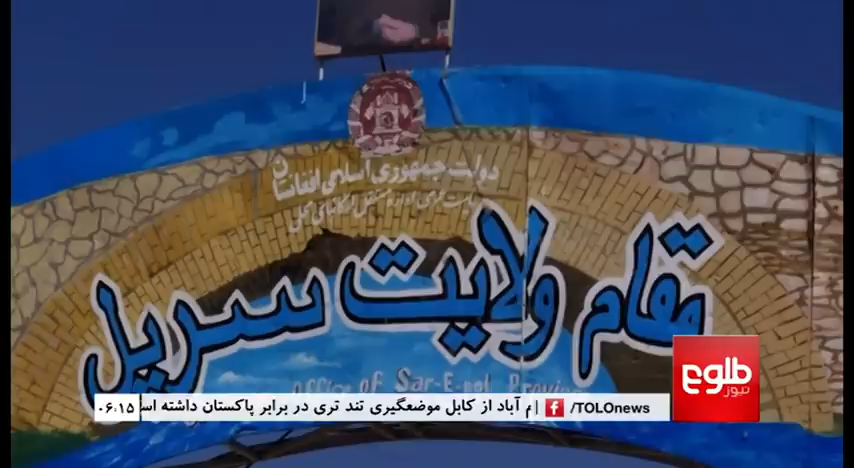 دولت جمهوری اسلامی افغانستان
مقام ولایت سرپل
Office of Sar-E-pol Provin
طلوع
نیوز
م آباد از کابل موضعگیری تند تری در برابر پاکستان داشته است
/TOLOnews
۰۶:۱۵